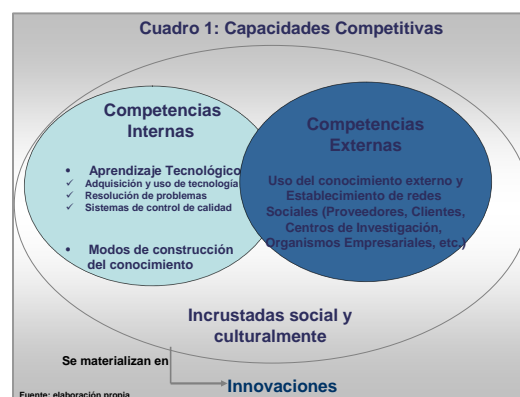 Cuadro 1: Capacidades Competitivas
Competencias
Internas
• Aprendizaje Tecnológico
✓ Adquisición y uso de tecnología
✓ Resolución de problemas
✓ Sistemas de control de calidad
• Modos de construcción
del conocimiento
Competencias
Externas
Uso del conocimiento externo y
Establecimiento de redes
Sociales (Proveedores, Clientes,
Centros de Investigación,
Organismos Empresariales, etc.)
Incrustadas social y
culturalmente
Se materializan en
Innovaciones
Fuente: elaboración propia